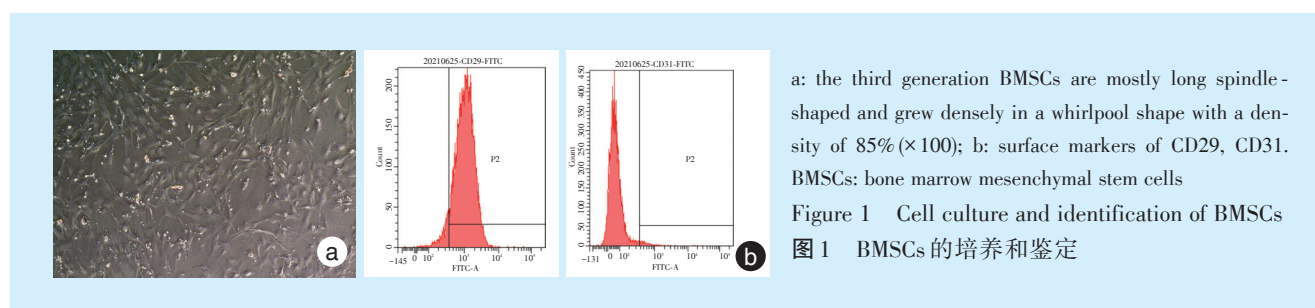 20210625-CD29-FITC
200
150
100
50
0
Count
P2
-145 0 10²
FITC-A
20210625-CD31-FITC
450
400
350
300
250
200
150
100
50
0
Count
P2
-131 0 10²
FITC-A
a
b
a: the third generation BMSCs are mostly long spindle-
shaped and grew densely in a whirlpool shape with a den-
sity of 85% (×100); b: surface markers of CD29, CD31.
BMSCs: bone marrow mesenchymal stem cells
Figure 1 Cell culture and identification of BMSCs
图1 BMSCs的培养和鉴定